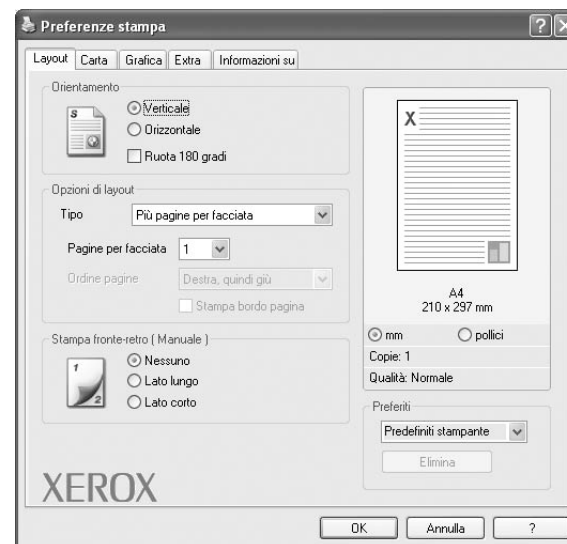 Preferenze stampa
Layout Carta Grafica Extra Informazioni su
Orientamento
S
Verticale
Orizzontale
Ruota 180 gradi
Opzioni di layout
Tipo Più pagine per facciata
Pagine per facciata 1
Ordine pagine Destra, quindi giù
Stampa bordo pagina
Stampa fronte-retro ( Manuale )
1
2
Nessuno
Lato lungo
Lato corto
XEROX
X
A4
210 x 297 mm
mm pollici
Copie: 1
Qualità: Normale
Preferiti
Predefiniti stampante
Elimina
OK Annulla ?